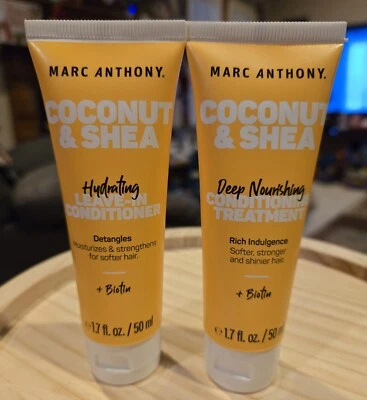 MARC ANTHONY.
COCONUT
& SHEA
Hydrating
LEAVE-IN
CONDITIONER
Detangles
Moisturizes & strengthens
for softer hair.
+ Biotin
e 1.7 fl. oz. / 50 ml
MARC ANTHONY.
COCONUT
& SHEA
Deep Nourishing
CONDITIONING
TREATMENT
Rich Indulgence
Softer, stronger
and shinier hair.
+ Biotin
e 1.7 fl. oz. / 50 m